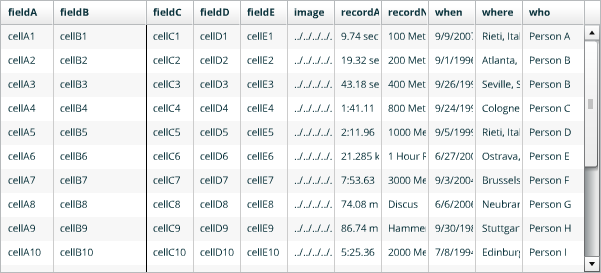 fieldA fieldB fieldC fieldD fieldE image recordA recordN when where who
cellA1 cellB1 cellC1 cellD1 cellE1 ../../../../. 9.74 sec 100 Met 9/9/2007 Rieti, Ital Person A
cellA2 cellB2 cellC2 cellD2 cellE2 ../../../../. 19.32 se 200 Met 9/1/1996 Atlanta, Person B
cellA3 cellB3 cellC3 cellD3 cellE3 ../../../../. 43.18 se 400 Met 9/26/199 Seville, S Person B
cellA4 cellB4 cellC4 cellD4 cellE4 ../../../../. 1:41.11 800 Met 9/24/199 Cologne Person C
cellA5 cellB5 cellC5 cellD5 cellE5 ../../../../. 2:11.96 1000 Me 9/5/1999 Rieti, Ital Person D
cellA6 cellB6 cellC6 cellD6 cellE6 ../../../../. 21.285 k 1 Hour F 6/27/200 Ostrava, Person E
cellA7 cellB7 cellC7 cellD7 cellE7 ../../../../. 7:53.63 3000 Me 9/3/2004 Brussels Person F
cellA8 cellB8 cellC8 cellD8 cellE8 ../../../../. 74.08 m Discus 6/6/2006 Neubran Person G
cellA9 cellB9 cellC9 cellD9 cellE9 ../../../../. 86.74 m Hamme 9/30/198 Stuttgar Person H
cellA10 cellB10 cellC10 cellD10 cellE10 ../../../../. 5:25.36 2000 Me 7/8/1994 Edinburg Person I